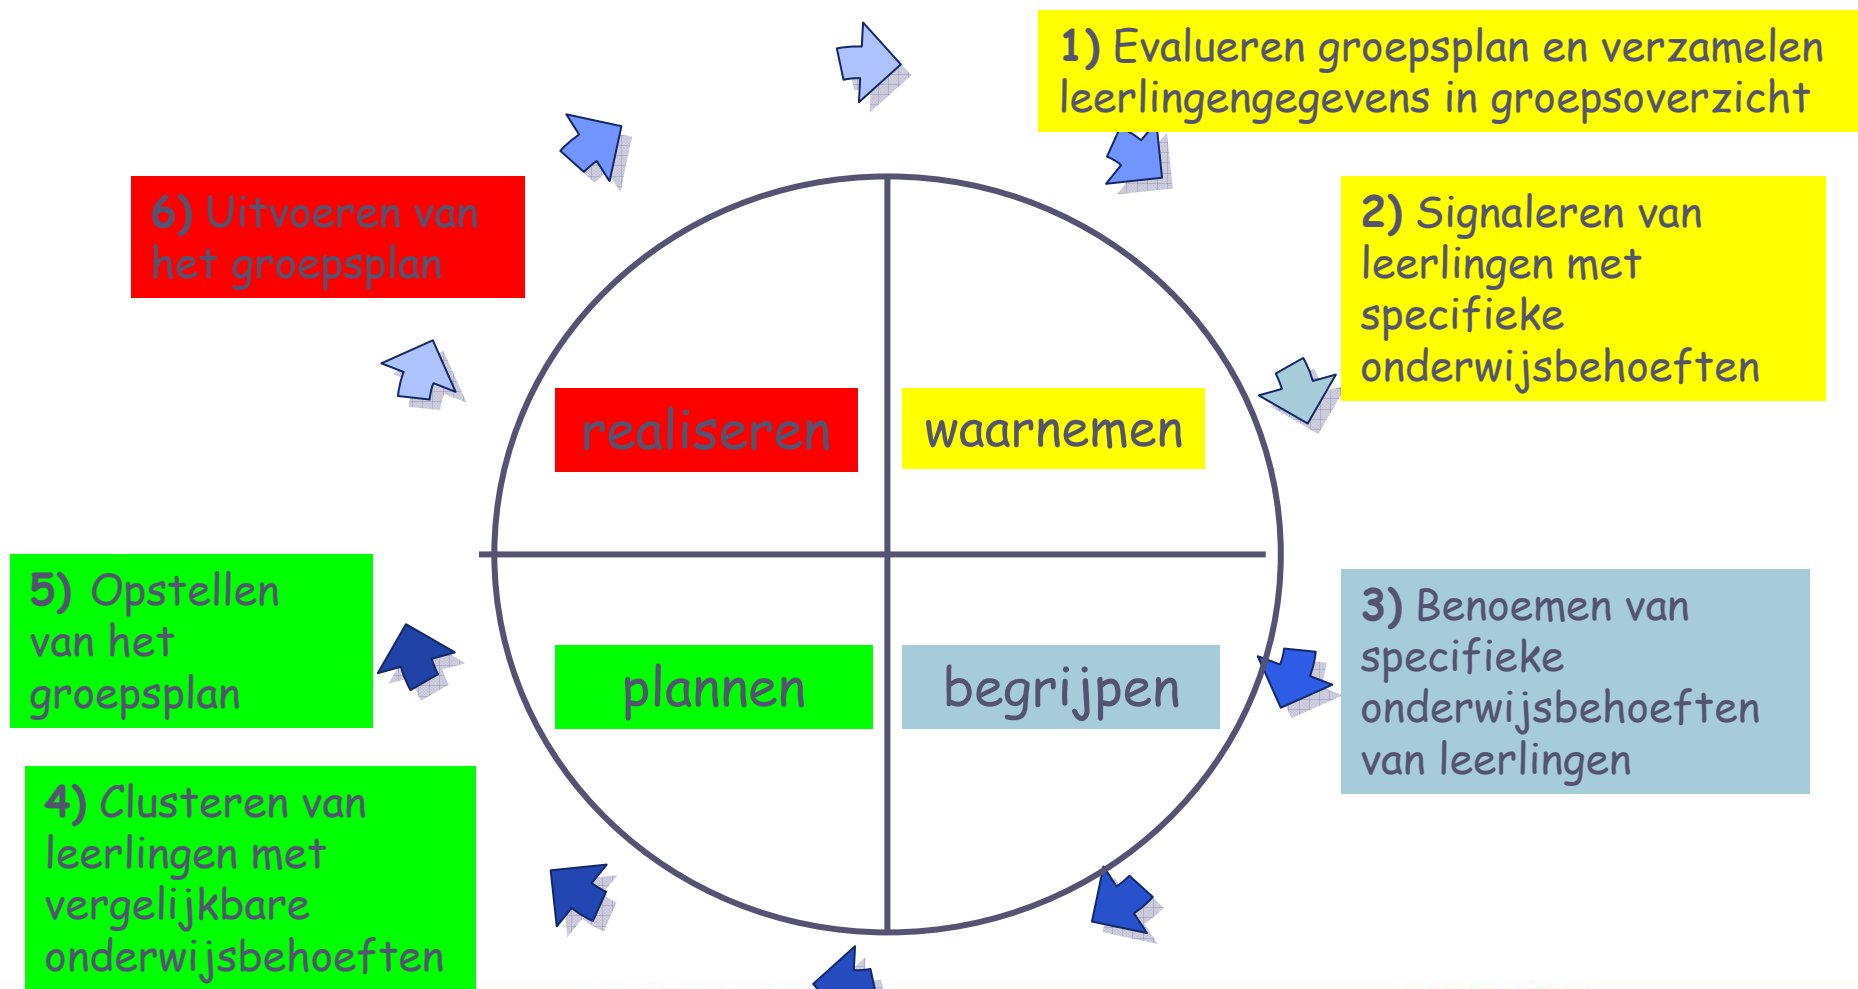 1) Evalueren groepsplan en verzamelen
leerlingengegevens in groepsoverzicht
2) Signaleren van
leerlingen met
specifieke
onderwijsbehoeften
3) Benoemen van
specifieke
onderwijsbehoeften
van leerlingen
4) Clusteren van
leerlingen met
vergelijkbare
onderwijsbehoeften
5) Opstellen
van het
groepsplan
6) Uitvoeren van
het groepsplan
realiseren
waarnemen
plannen
begrijpen